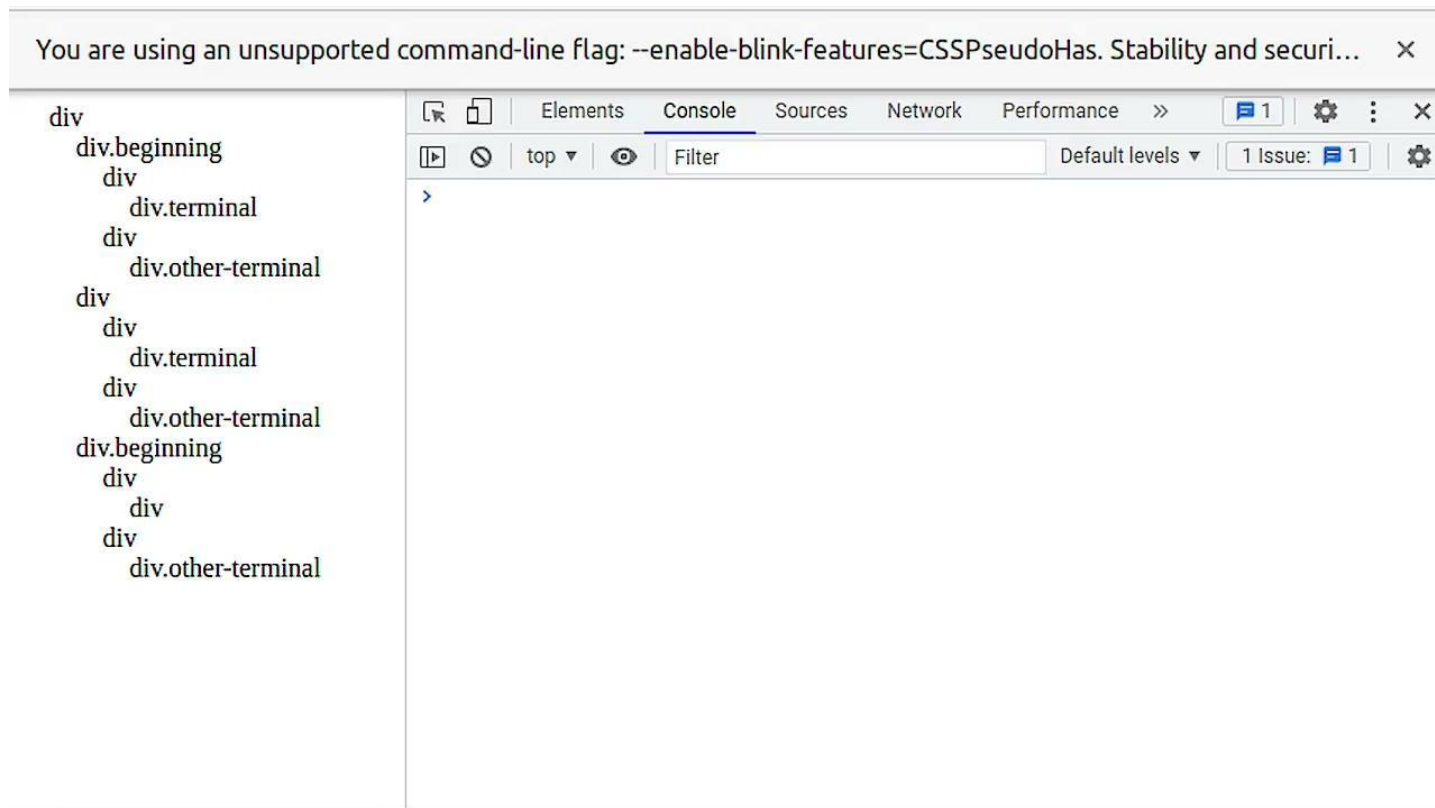 You are using an unsupported command-line flag: --enable-blink-features=CSSPseudoHas. Stability and securi...
Elements Console Sources Network Performance 1
top Filter Default levels 1 Issue: 1
div
div.beginning
div
div.terminal
div
div.other-terminal
div
div
div.terminal
div
div.other-terminal
div.beginning
div
div
div
div.other-terminal